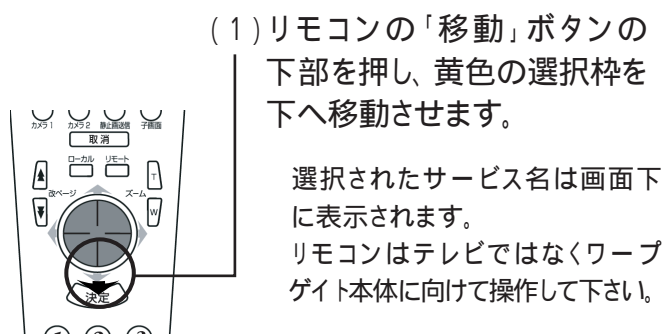 (1)リモコンの「移動」ボタンの
下部を押し、黄色の選択枠を
下へ移動させます。
選択されたサービス名は画面下
に表示されます。
リモコンはテレビではなくワープ
ゲイト本体に向けて操作して下さい。
カメラ1 カメラ2 静止画送信 子画面
取消
ローカル リモート
T
改ページ ズーム
W
決定
① ② ③